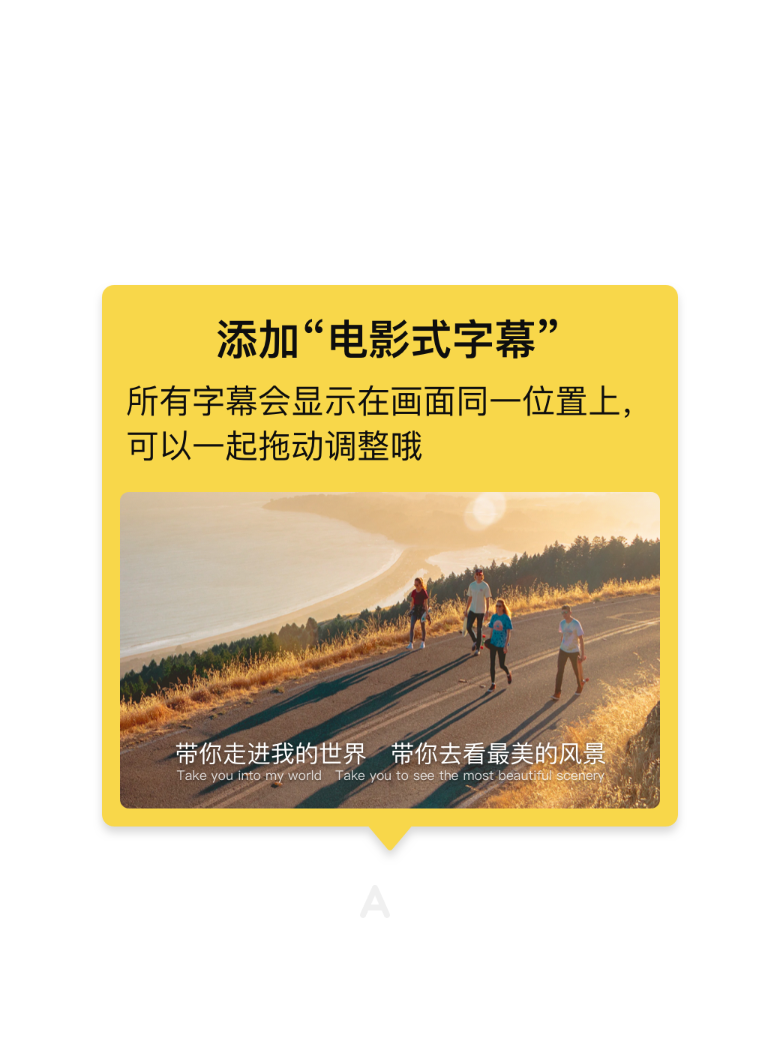 添加“电影式字幕”
所有字幕会显示在画面同一位置上，
可以一起拖动调整哦
带你走进我的世界 带你去看最美的风景
Take you into my world Take you to see the most beautiful scenery
A